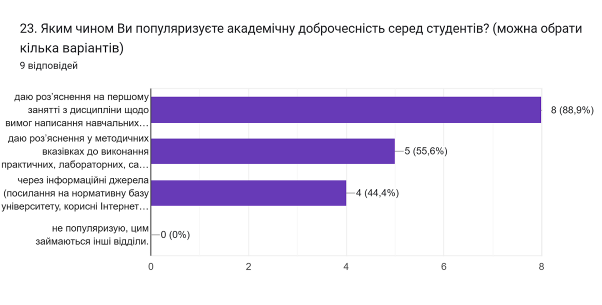 23. Яким чином Ви популяризуєте академічну доброчесність серед студентів? (можна обрати
кілька варіантів)
9 відповідей
даю роз'яснення на першому
занятті з дисципліни щодо
вимог написання навчальних…
8 (88,9%)
даю роз'яснення у методичних
вказівках до виконання
практичних, лабораторних, са…
5 (55,6%)
через інформаційні джерела
(посилання на нормативну базу
університету, корисні Інтернет…
4 (44,4%)
не популяризую, цим
займаються інші відділи.
0 (0%)
0 2 4 6 8